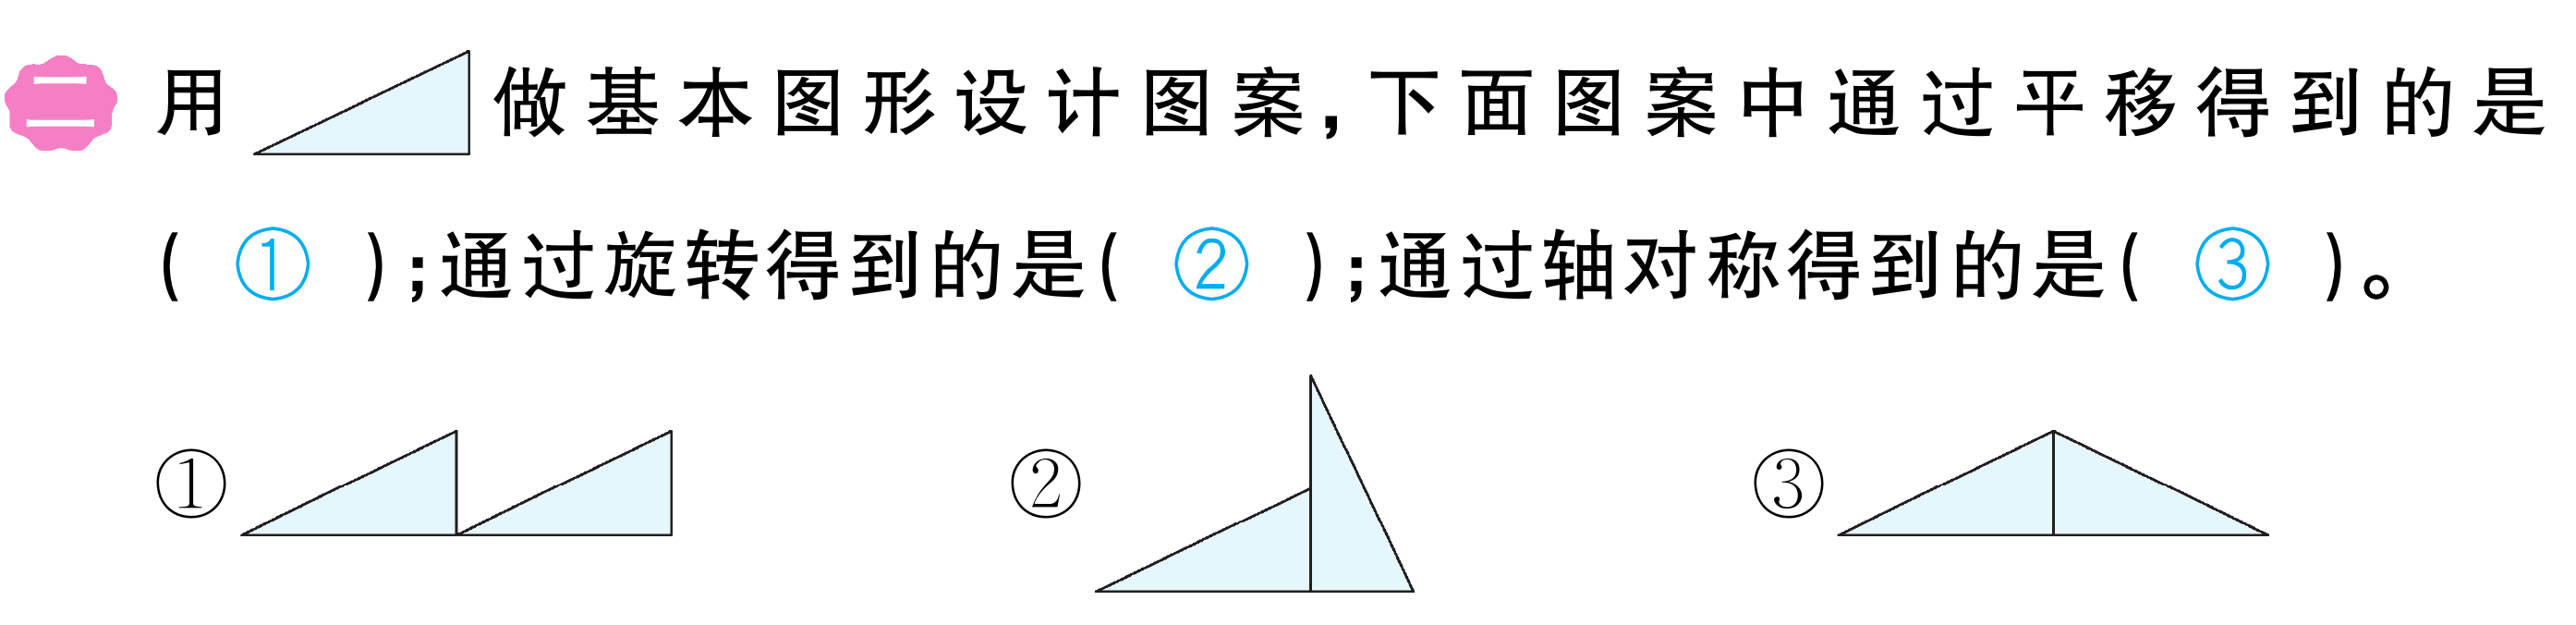 二 用做基本图形设计图案,下面图案中通过平移得到的是
( ① );通过旋转得到的是( ② );通过轴对称得到的是( ③ )。
① ② ③